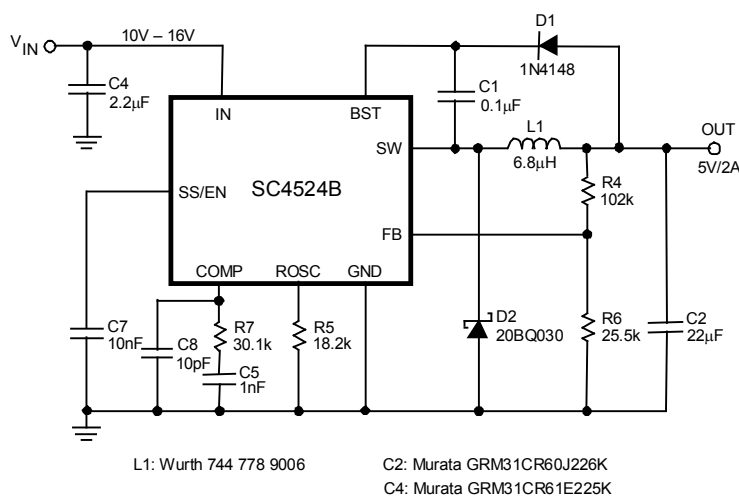 V IN
10V – 16V
C4
2.2µF
IN
BST
C1
0.1µF
D1
1N4148
SW
L1
6.8µH
OUT
5V/2A
SS/EN
SC4524B
R4
102k
FB
COMP
ROSC
GND
C7
10nF
C8
10pF
R7
30.1k
C5
1nF
R5
18.2k
D2
20BQ030
R6
25.5k
C2
22µF
L1: Wurth 744 778 9006
C2: Murata GRM31CR60J226K
C4: Murata GRM31CR61E225K